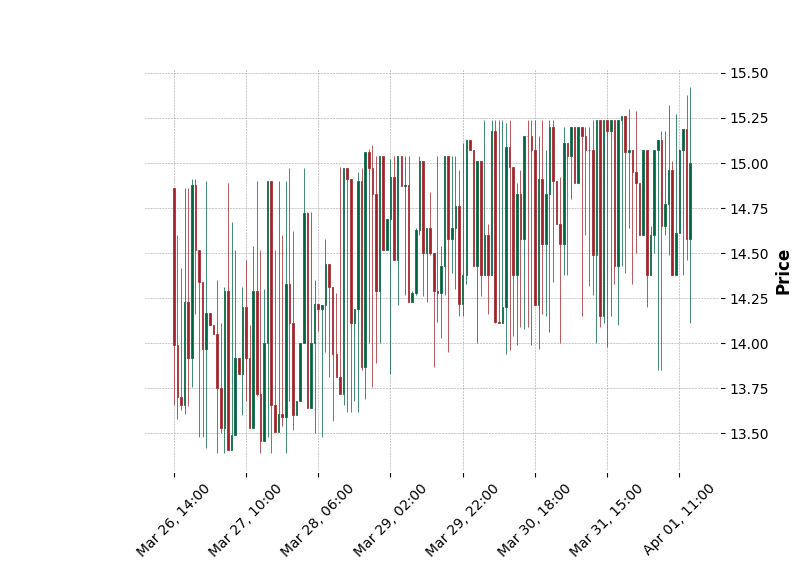 15.50
15.25
15.00
14.75
14.50
14.25
14.00
13.75
13.50
Price
Mar 26, 14:00
Mar 27, 10:00
Mar 28, 06:00
Mar 29, 02:00
Mar 29, 22:00
Mar 30, 18:00
Mar 31, 15:00
Apr 01, 11:00